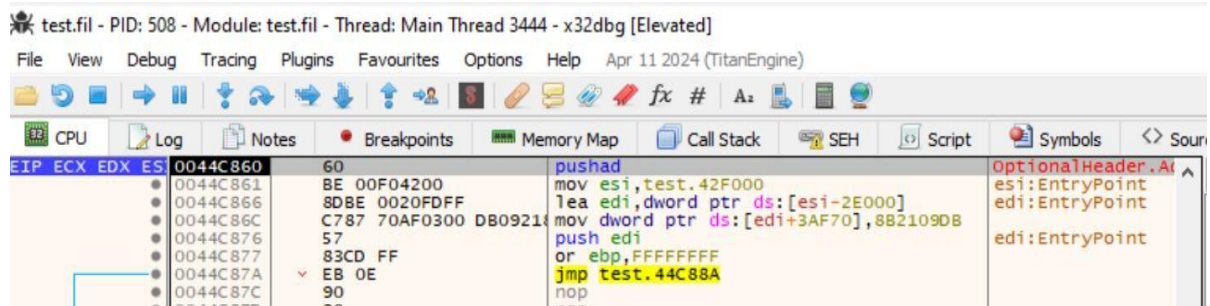 test.fil - PID: 508 - Module: test.fil - Thread: Main Thread 3444 - x32dbg [Elevated]
File View Debug Tracing Plugins Favourites Options Help Apr 11 2024 (TitanEngine)
CPU Log Notes Breakpoints Memory Map Call Stack SEH Script Symbols Sour
EIP ECX EDX ESI 0044C860 60 pushad OptionalHeader.Ad
0044C861 BE 00F04200 mov esi,test.42F000 esi:EntryPoint
0044C866 8DBE 0020FDFF lea edi,dword ptr ds:[esi-2E000] edi:EntryPoint
0044C86C C787 70AF0300 DB09218 mov dword ptr ds:[edi+3AF70],8B2109DB
0044C876 57 push edi edi:EntryPoint
0044C877 83CD FF or ebp,FFFFFFFF
0044C87A EB 0E jmp test.44C88A
0044C87C 90 nop